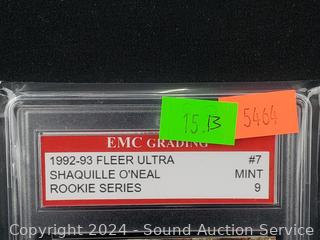 15.B
5464
EMC GRADING
1992-93 FLEER ULTRA #7
SHAQUILLE O'NEAL MINT
ROOKIE SERIES 9
Copyright 2024 - Sound Auction Service